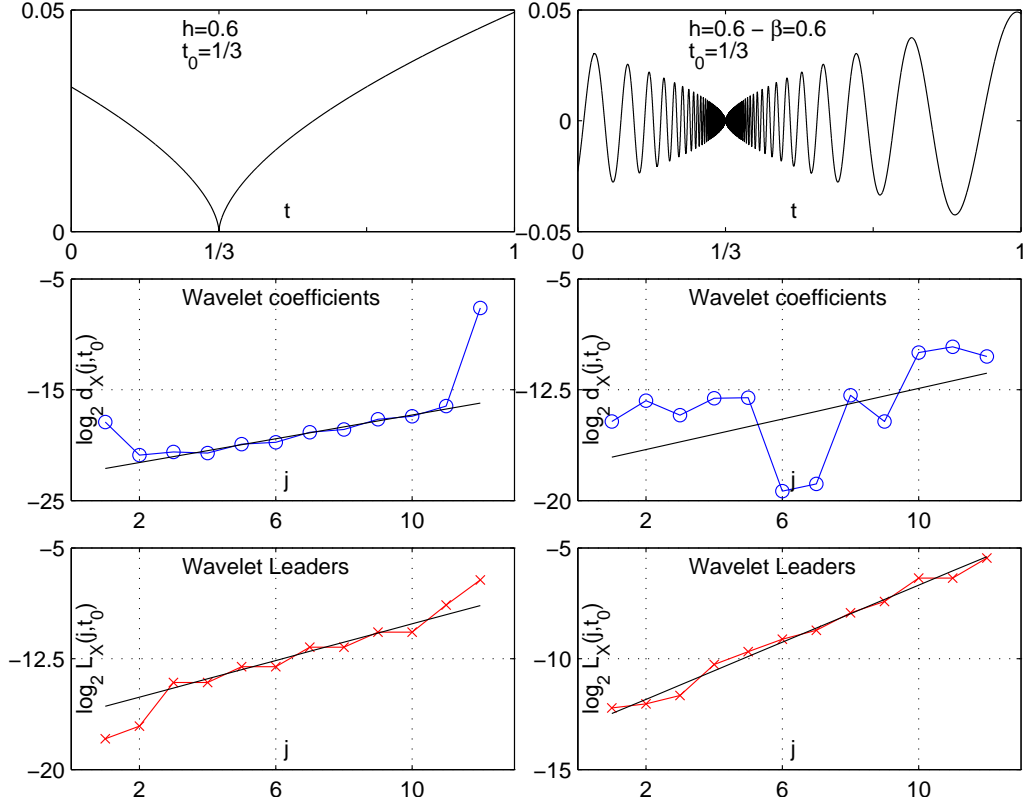 0.05
h=0.6
t0=1/3
0
0 1/3 1
t
0.05
h=0.6 − β=0.6
t0=1/3
0
−0.05
0 1/3 1
t
−5
Wavelet coefficients
−15
log2 dX(j,t0)
−25
j
2 6 10
−5
Wavelet coefficients
−12.5
log2 dX(j,t0)
−20
j
2 6 10
−5
Wavelet Leaders
−12.5
log2 LX(j,t0)
−20
j
2 6 10
−5
Wavelet Leaders
−10
log2 LX(j,t0)
−15
j
2 6 10